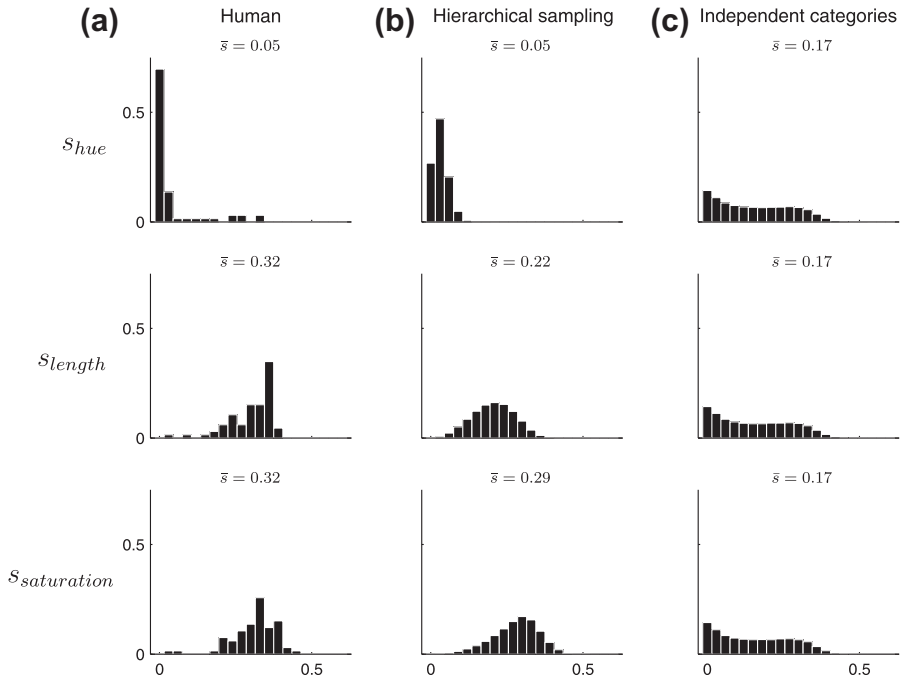 (a) Human (b) Hierarchical sampling (c) Independent categories
s̄ = 0.05 s̄ = 0.05 s̄ = 0.17
0.5
s_hue
0
s̄ = 0.32 s̄ = 0.22 s̄ = 0.17
0.5
s_length
0
s̄ = 0.32 s̄ = 0.29 s̄ = 0.17
0.5
s_saturation
0
0 0.5 0 0.5 0 0.5